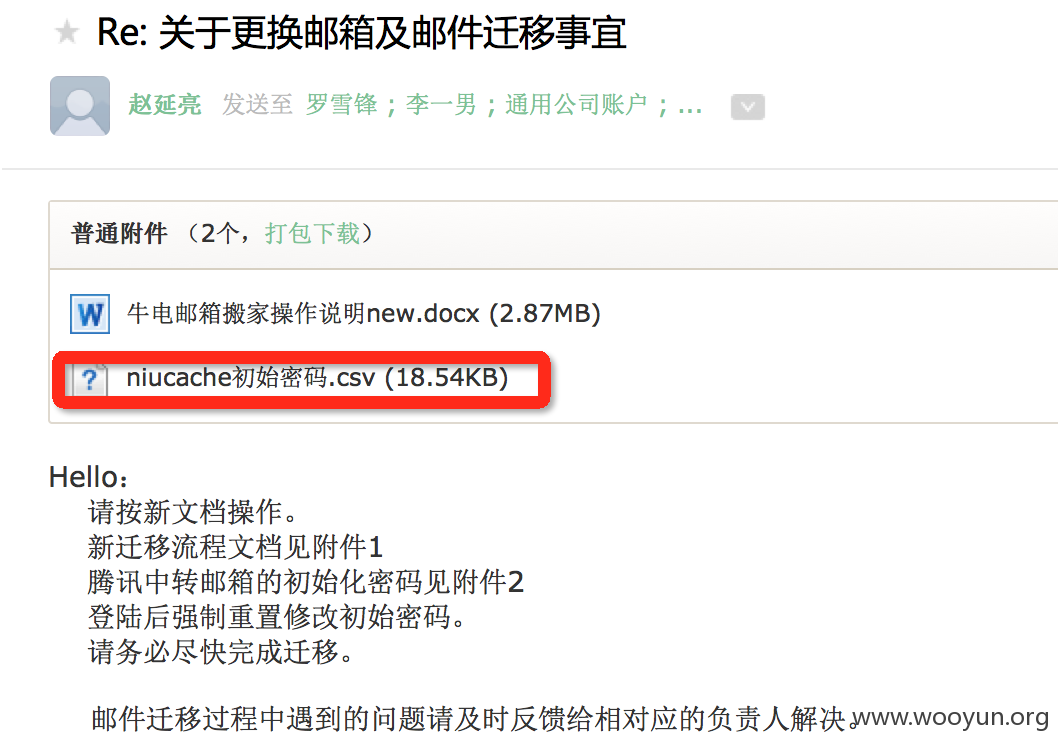 Re: 关于更换邮箱及邮件迁移事宜
赵延亮 发送至 罗雪锋 ; 李一男 ; 通用公司账户 ; ...
普通附件 （2个，打包下载）
牛电邮箱搬家操作说明new.docx (2.87MB)
niucache初始密码.csv (18.54KB)
Hello：
请按新文档操作。
新迁移流程文档见附件1
腾讯中转邮箱的初始化密码见附件2
登陆后强制重置修改初始密码。
请务必尽快完成迁移。
邮件迁移过程中遇到的问题请及时反馈给相对应的负责人解决。
www.wooyun.org